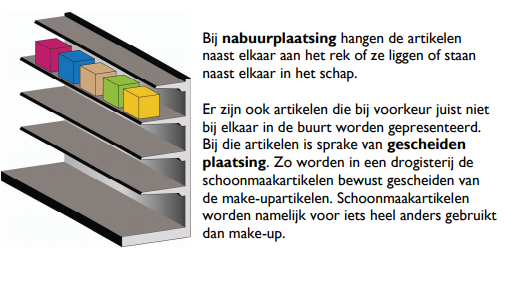 Bij nabuurplaatsing hangen de artikelen
naast elkaar aan het rek of ze liggen of staan
naast elkaar in het schap.
Er zijn ook artikelen die bij voorkeur juist niet
bij elkaar in de buurt worden gepresenteerd.
Bij die artikelen is sprake van gescheiden
plaatsing. Zo worden in een drogisterij de
schoonmaakartikelen bewust gescheiden van
de make-upartikelen. Schoonmaakartikelen
worden namelijk voor iets heel anders gebruikt
dan make-up.